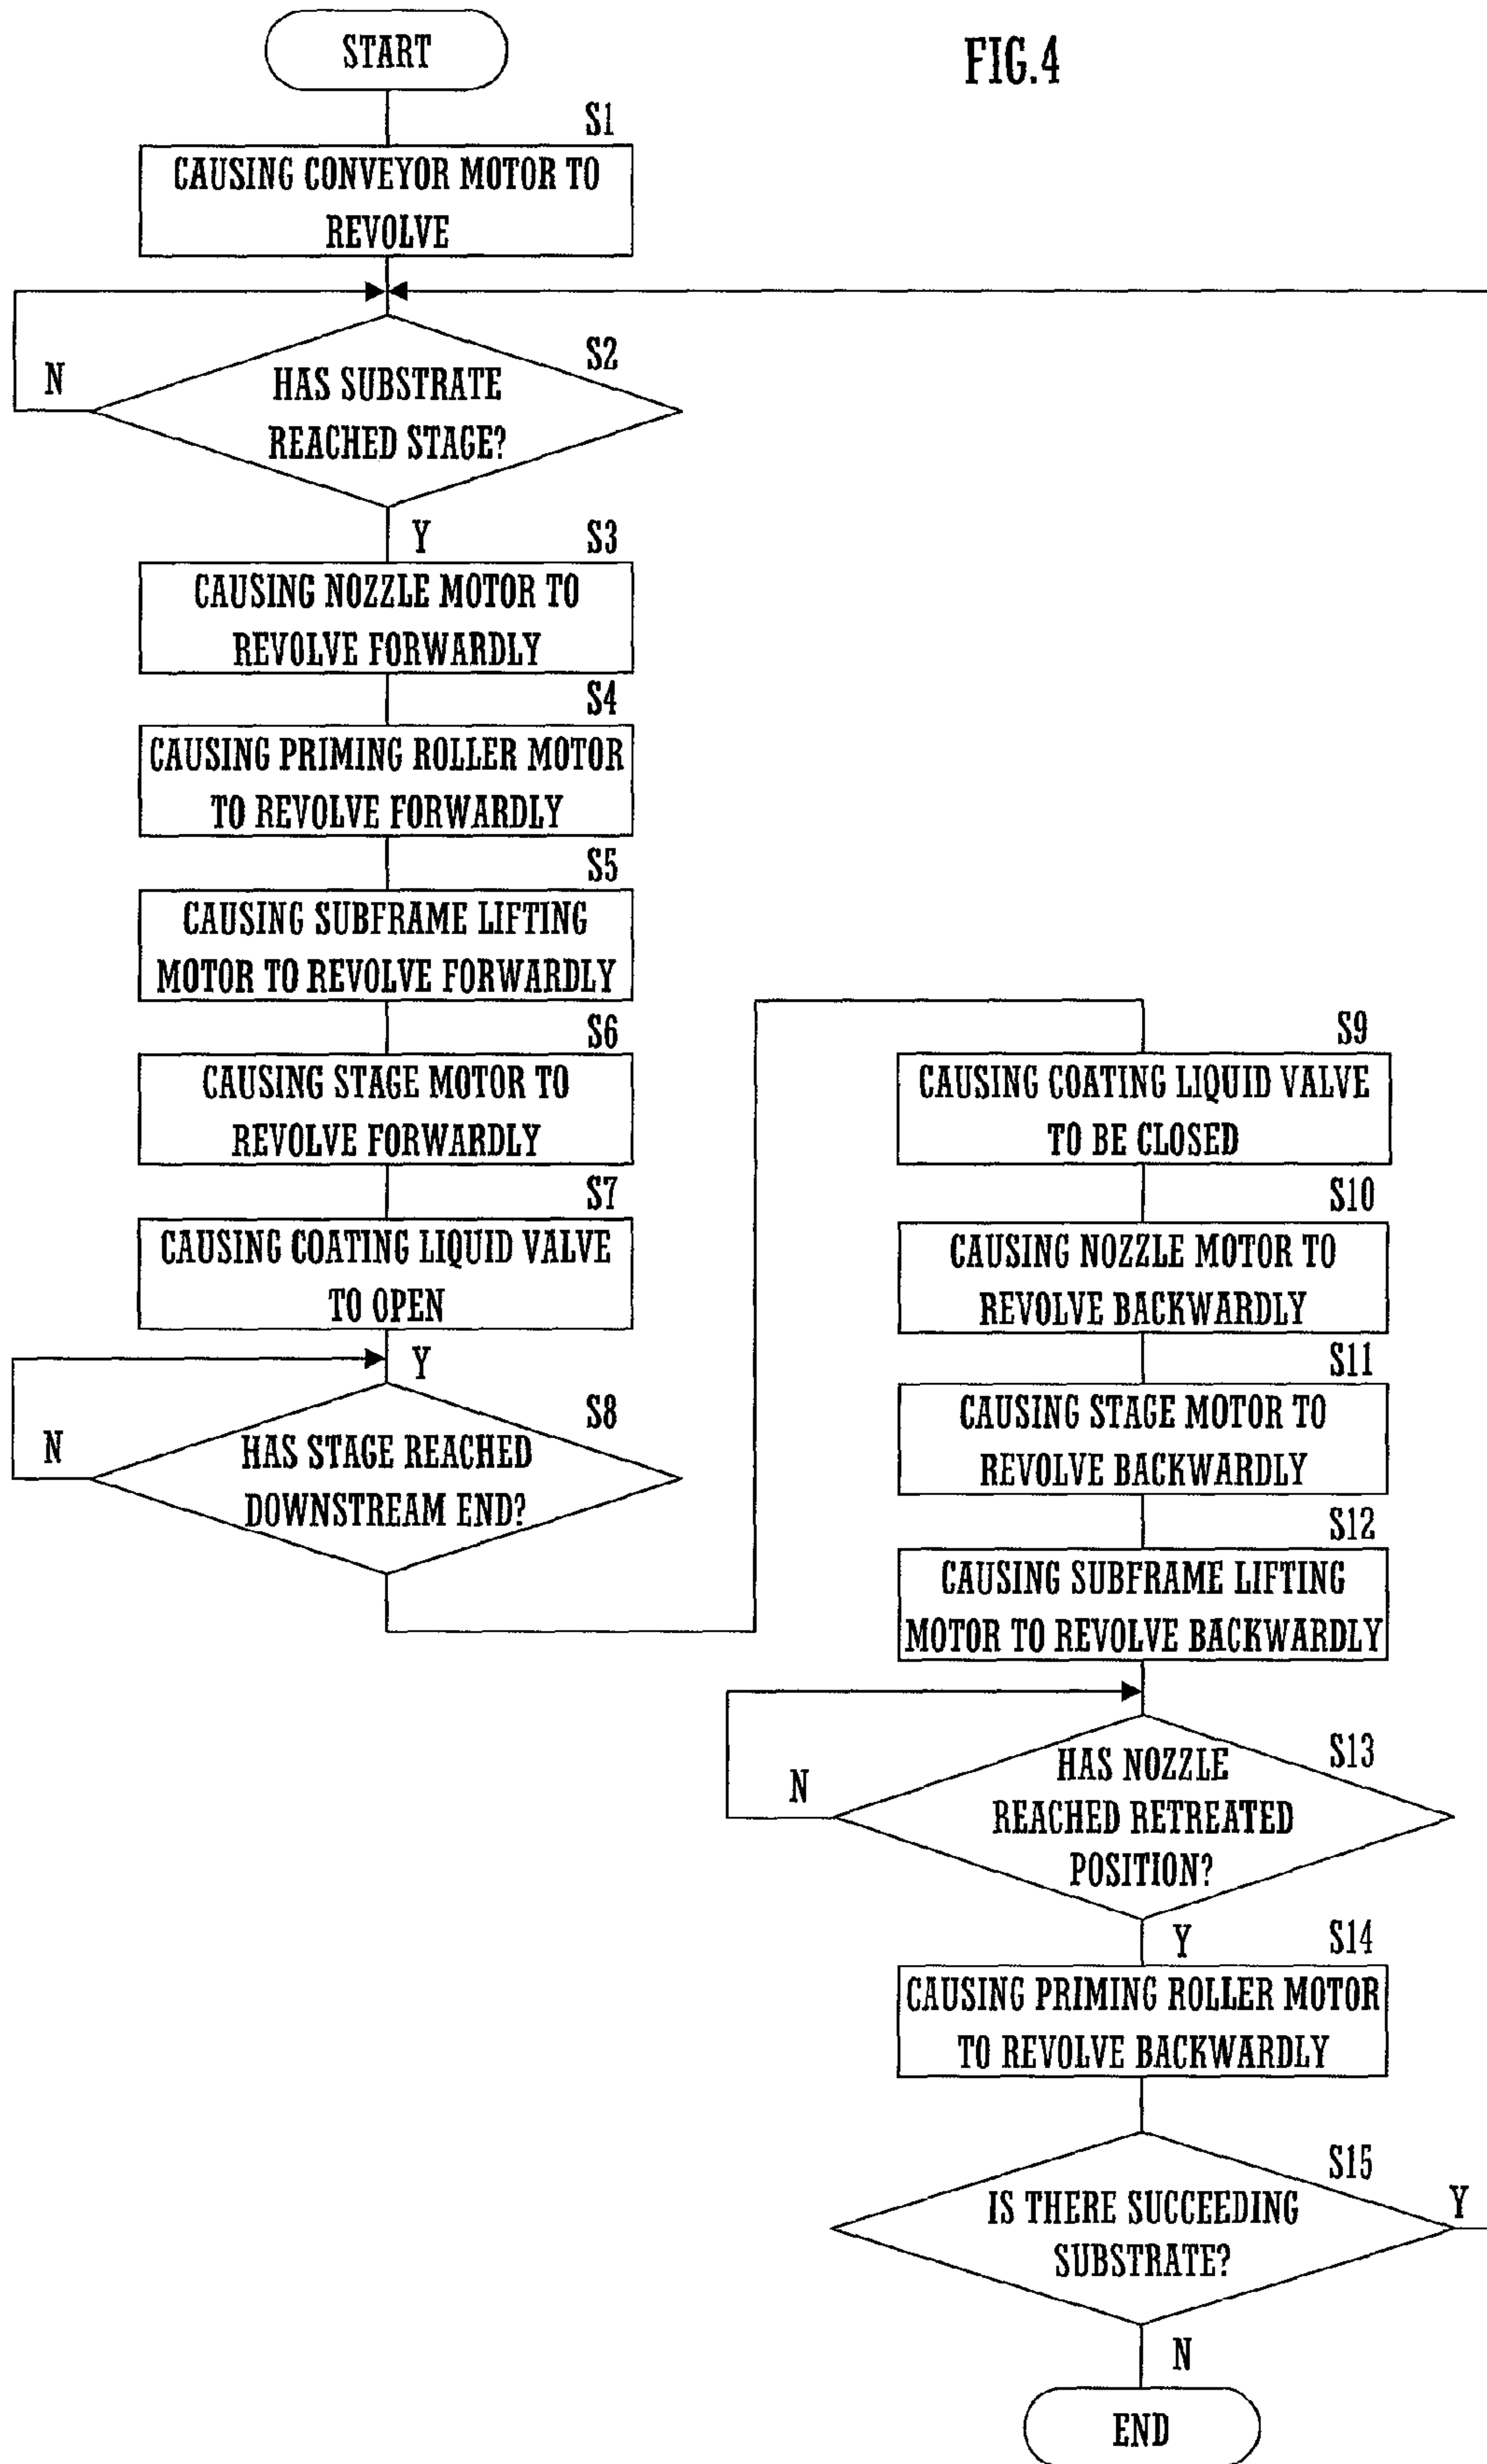 START
FIG.4
S1
CAUSING CONVEYOR MOTOR TO
REVOLVE
S2
N
HAS SUBSTRATE
REACHED STAGE?
Y
S3
CAUSING NOZZLE MOTOR TO
REVOLVE FORWARDLY
S4
CAUSING PRIMING ROLLER MOTOR
TO REVOLVE FORWARDLY
S5
CAUSING SUBFRAME LIFTING
MOTOR TO REVOLVE FORWARDLY
S6
CAUSING STAGE MOTOR TO
REVOLVE FORWARDLY
S7
CAUSING COATING LIQUID VALVE
TO OPEN
Y
S8
N
HAS STAGE REACHED
DOWNSTREAM END?
S9
CAUSING COATING LIQUID VALVE
TO BE CLOSED
S10
CAUSING NOZZLE MOTOR TO
REVOLVE BACKWARDLY
S11
CAUSING STAGE MOTOR TO
REVOLVE BACKWARDLY
S12
CAUSING SUBFRAME LIFTING
MOTOR TO REVOLVE BACKWARDLY
S13
N
HAS NOZZLE
REACHED RETREATED
POSITION?
Y
S14
CAUSING PRIMING ROLLER MOTOR
TO REVOLVE BACKWARDLY
S15
Y
IS THERE SUCCEEDING
SUBSTRATE?
N
END